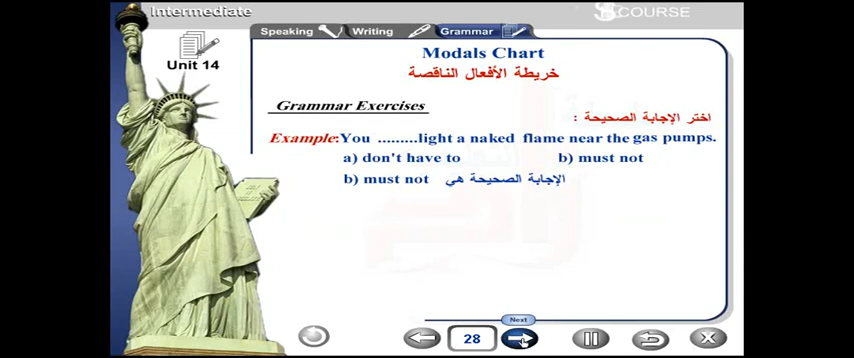 Intermediate
COURSE
Unit 14
Speaking
Writing
Grammar
Modals Chart
خريطة الأفعال الناقصة
Grammar Exercises
اختر الإجابة الصحيحة :
Example: You .........light a naked flame near the gas pumps.
a) don't have to b) must not
b) must not الإجابة الصحيحة هي
Next
28